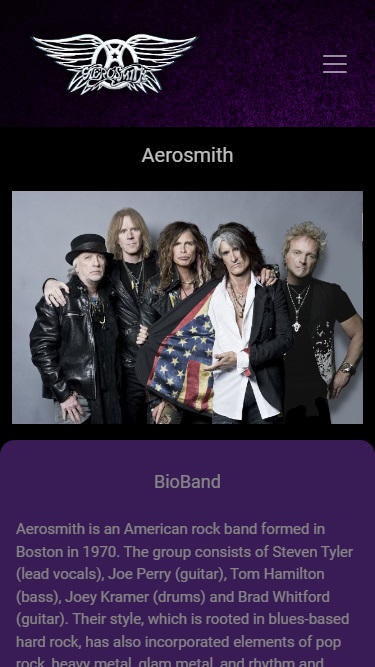 AEROSMITH
Aerosmith
BioBand
Aerosmith is an American rock band formed in
Boston in 1970. The group consists of Steven Tyler
(lead vocals), Joe Perry (guitar), Tom Hamilton
(bass), Joey Kramer (drums) and Brad Whitford
(guitar). Their style, which is rooted in blues-based
hard rock, has also incorporated elements of pop
rock, heavy metal, glam metal, and rhythm and